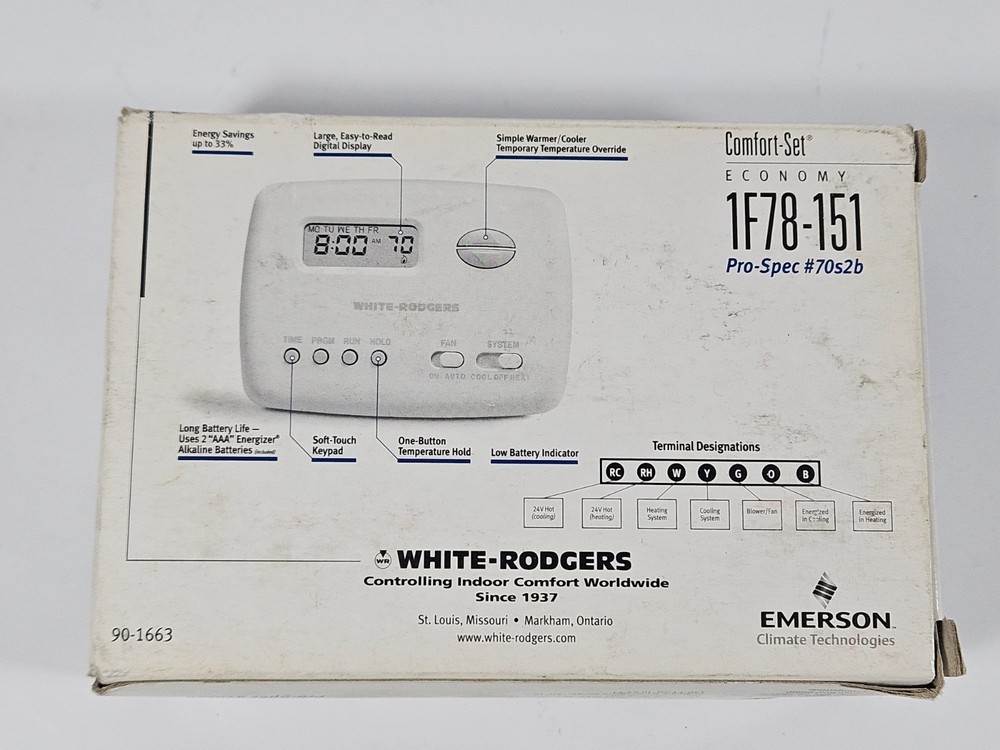 Energy Savings
up to 33%
Large, Easy-to-Read
Digital Display
Simple Warmer/Cooler
Temporary Temperature Override
Comfort-Set®
ECONOMY
1F78-151
Pro-Spec #70s2b
MO TU WE TH FR
8:00 AM 70
WHITE-RODGERS
TIME PRGM RUN HOLD
FAN SYSTEM
ON AUTO COOL OFF HEAT
Long Battery Life —
Uses 2 "AAA" Energizer®
Alkaline Batteries (included)
Soft-Touch
Keypad
One-Button
Temperature Hold
Low Battery Indicator
Terminal Designations
RC RH W Y G O B
24V Hot
(cooling)
24V Hot
(heating)
Heating
System
Cooling
System
Blower/Fan
Energized
in Cooling
Energized
in Heating
WR WHITE-RODGERS
Controlling Indoor Comfort Worldwide
Since 1937
St. Louis, Missouri • Markham, Ontario
www.white-rodgers.com
90-1663
EMERSON™
Climate Technologies